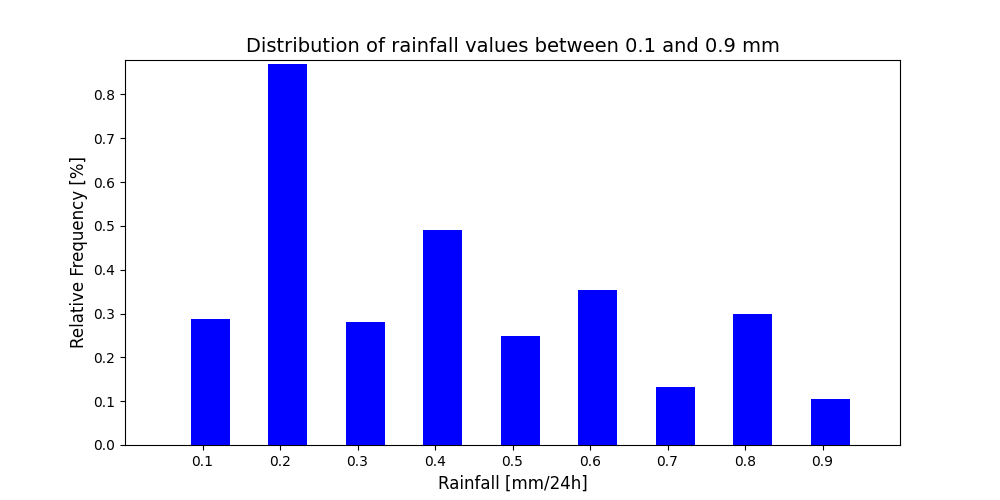 Distribution of rainfall values between 0.1 and 0.9 mm
Relative Frequency [%]
0.8
0.7
0.6
0.5
0.4
0.3
0.2
0.1
0.0
0.1 0.2 0.3 0.4 0.5 0.6 0.7 0.8 0.9
Rainfall [mm/24h]